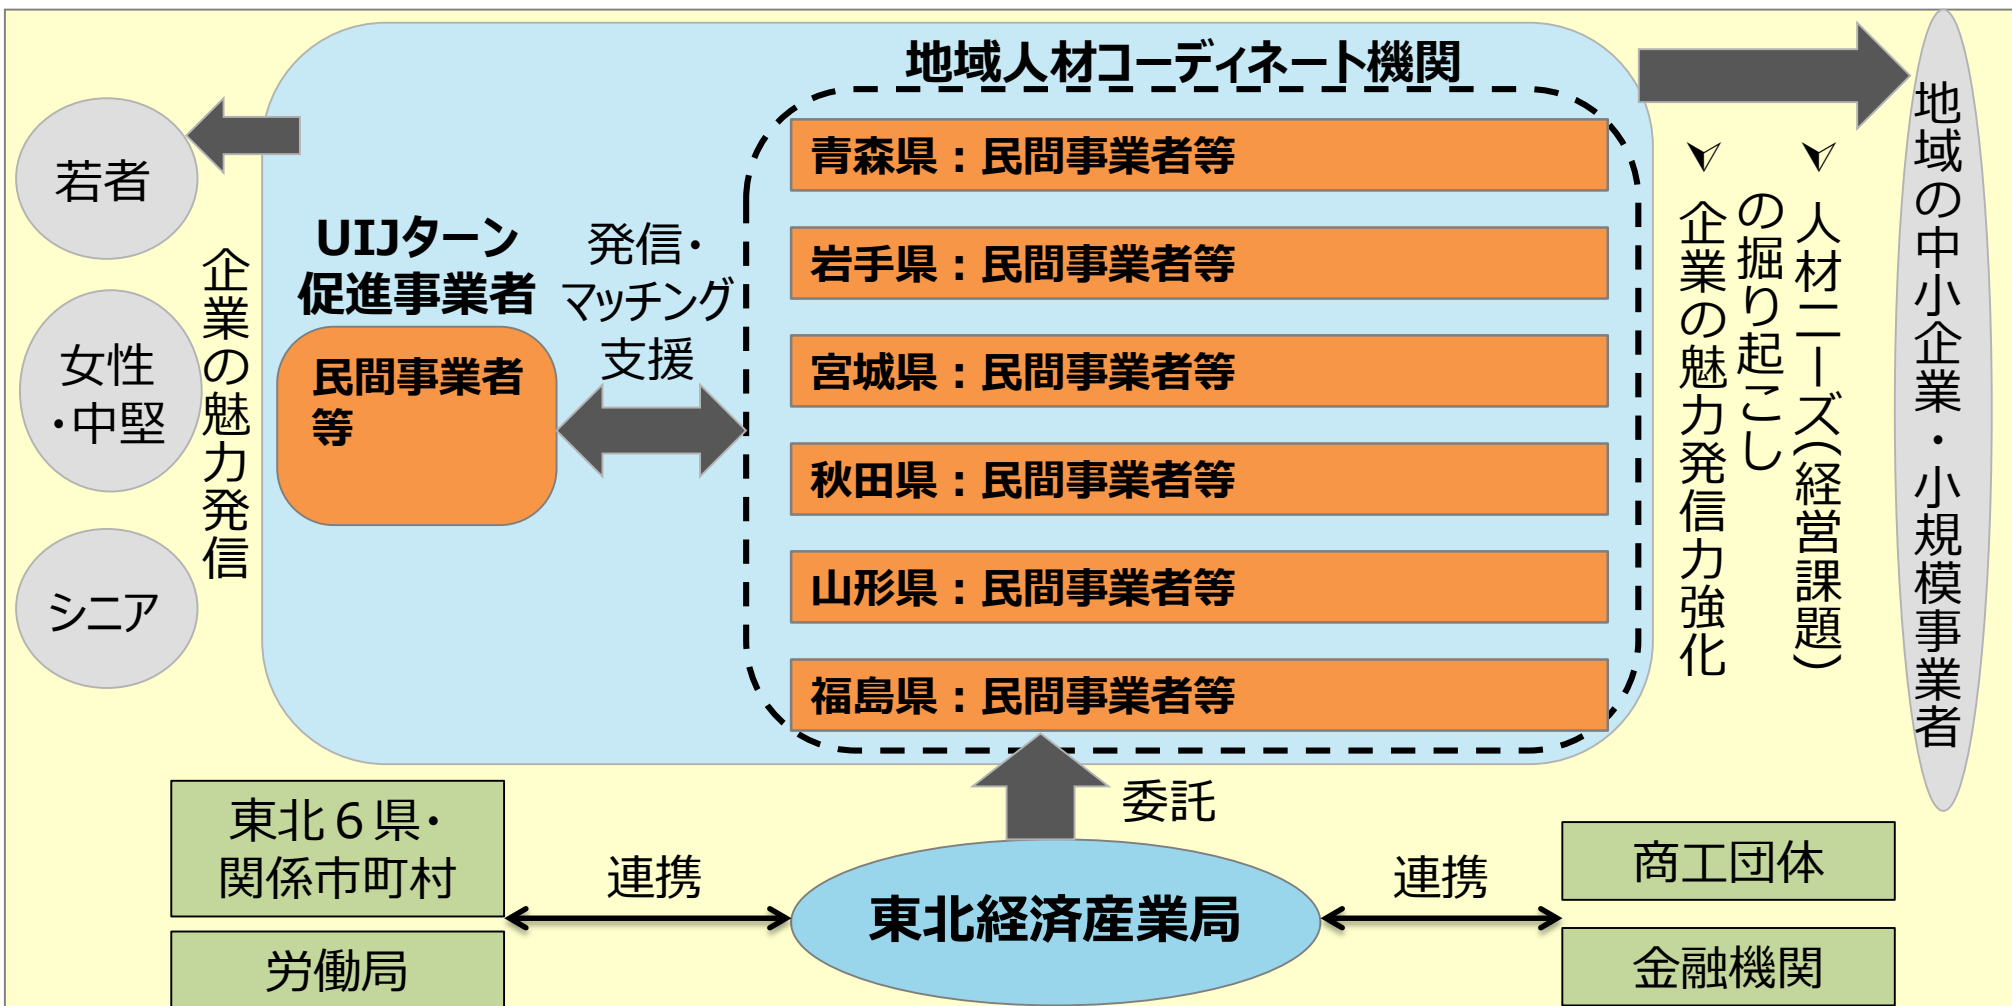 地域人材コーディネート機関
若者
女性
・中堅
シニア
企業の魅力発信
UIJターン
促進事業者
民間事業者
等
発信・
マッチング
支援
青森県：民間事業者等
岩手県：民間事業者等
宮城県：民間事業者等
秋田県：民間事業者等
山形県：民間事業者等
福島県：民間事業者等
人材ニーズ(経営課題)
の掘り起こし
企業の魅力発信力強化
地域の中小企業・小規模事業者
委託
東北６県・
関係市町村
労働局
連携
東北経済産業局
連携
商工団体
金融機関